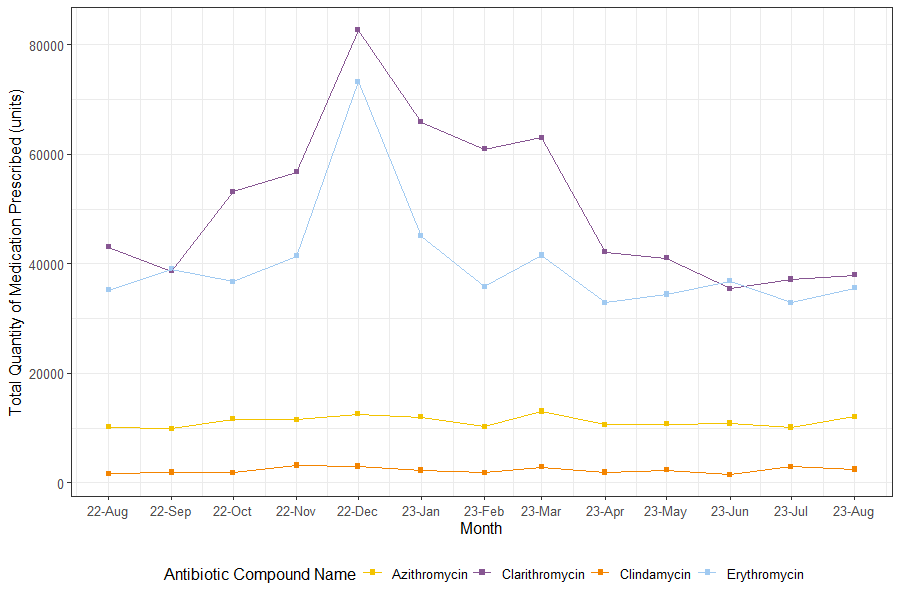 Total Quantity of Medication Prescribed (units)
80000
60000
40000
20000
0
22-Aug 22-Sep 22-Oct 22-Nov 22-Dec 23-Jan 23-Feb 23-Mar 23-Apr 23-May 23-Jun 23-Jul 23-Aug
Month
Antibiotic Compound Name Azithromycin Clarithromycin Clindamycin Erythromycin